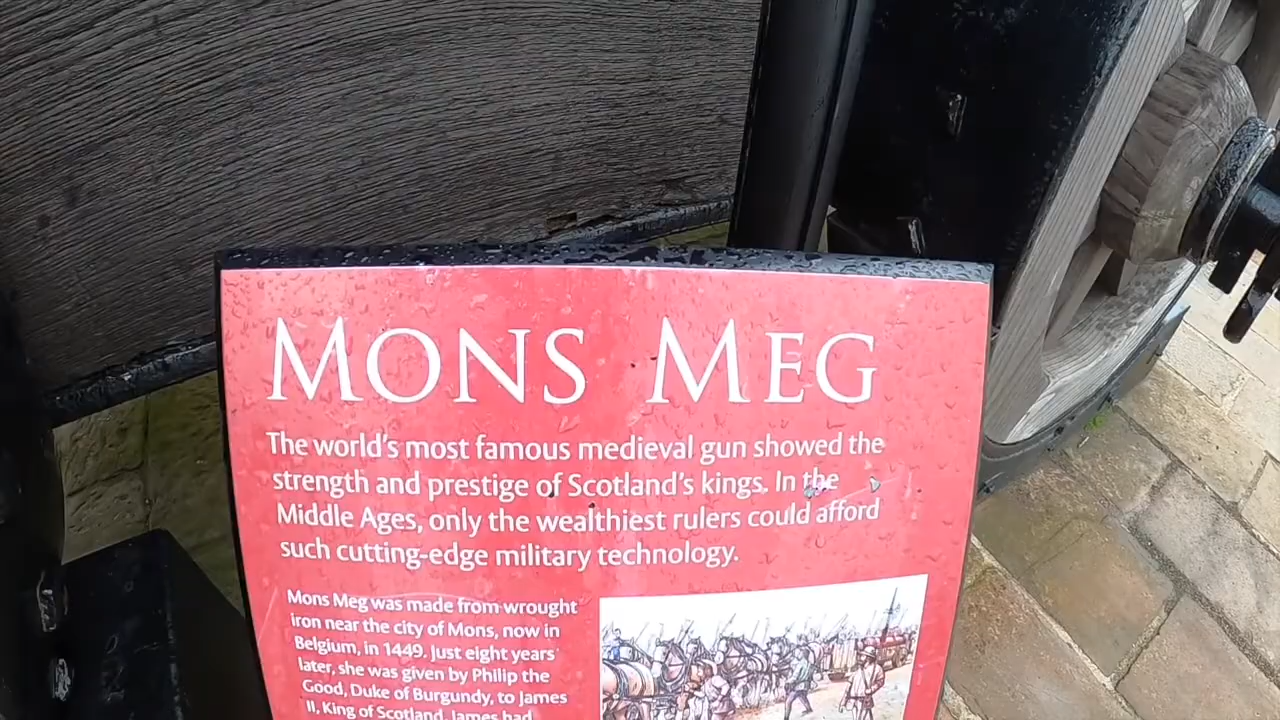 MONS MEG
The world's most famous medieval gun showed the
strength and prestige of Scotland's kings. In the
Middle Ages, only the wealthiest rulers could afford
such cutting-edge military technology.
Mons Meg was made from wrought
iron near the city of Mons, now in
Belgium, in 1449. Just eight years
later, she was given by Philip the
Good, Duke of Burgundy, to James
II, King of Scotland. James had